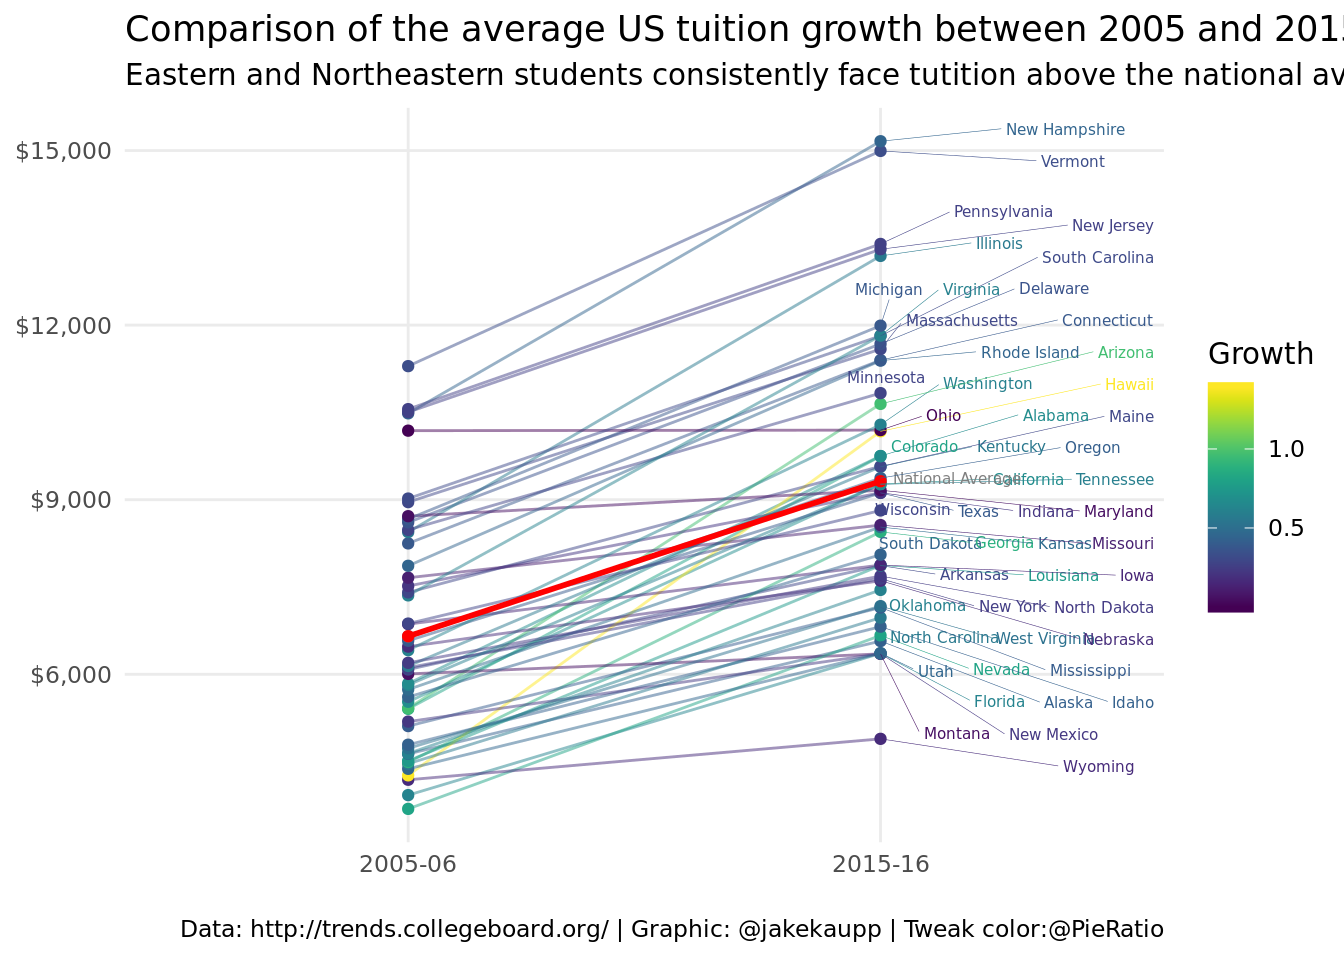 Comparison of the average US tuition growth between 2005 and 201
Eastern and Northeastern students consistently face tutition above the national av
New Hampshire
$15,000
Vermont
Pennsylvania
New Jersey
Illinois
South Carolina
Michigan Virginia Delaware
$12,000
Massachusetts Connecticut
Rhode Island Arizona
Growth
Minnesota Washington Hawaii
Ohio Alabama Maine
Colorado Kentucky Oregon
1.0
National Average California Tennessee
$9,000
Wisconsin Texas Indiana Maryland
0.5
South Dakota Georgia Kansas Missouri
Arkansas Louisiana Iowa
Oklahoma New York North Dakota
North Carolina West Virginia Nebraska
$6,000
Utah Nevada Mississippi
Florida Alaska Idaho
Montana New Mexico
Wyoming
2005-06 2015-16
Data: http://trends.collegeboard.org/ | Graphic: @jakekaupp | Tweak color:@PieRatio